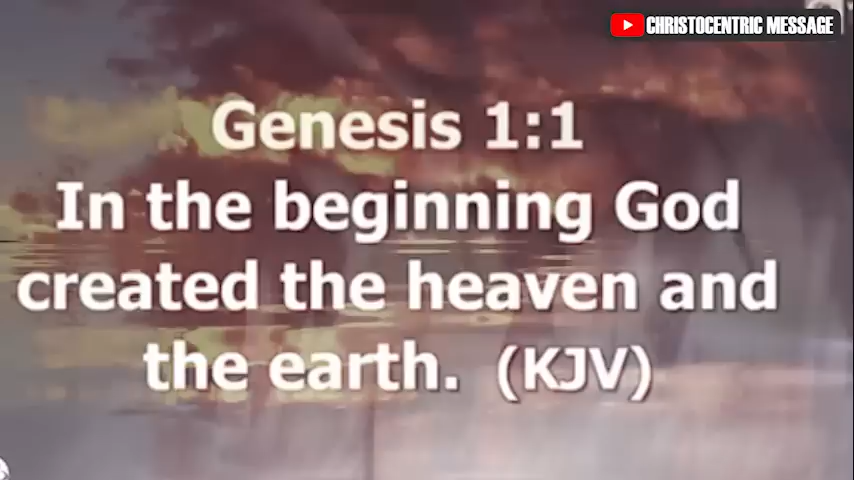 CHRISTOCENTRIC MESSAGE
Genesis 1:1
In the beginning God
created the heaven and
the earth. (KJV)